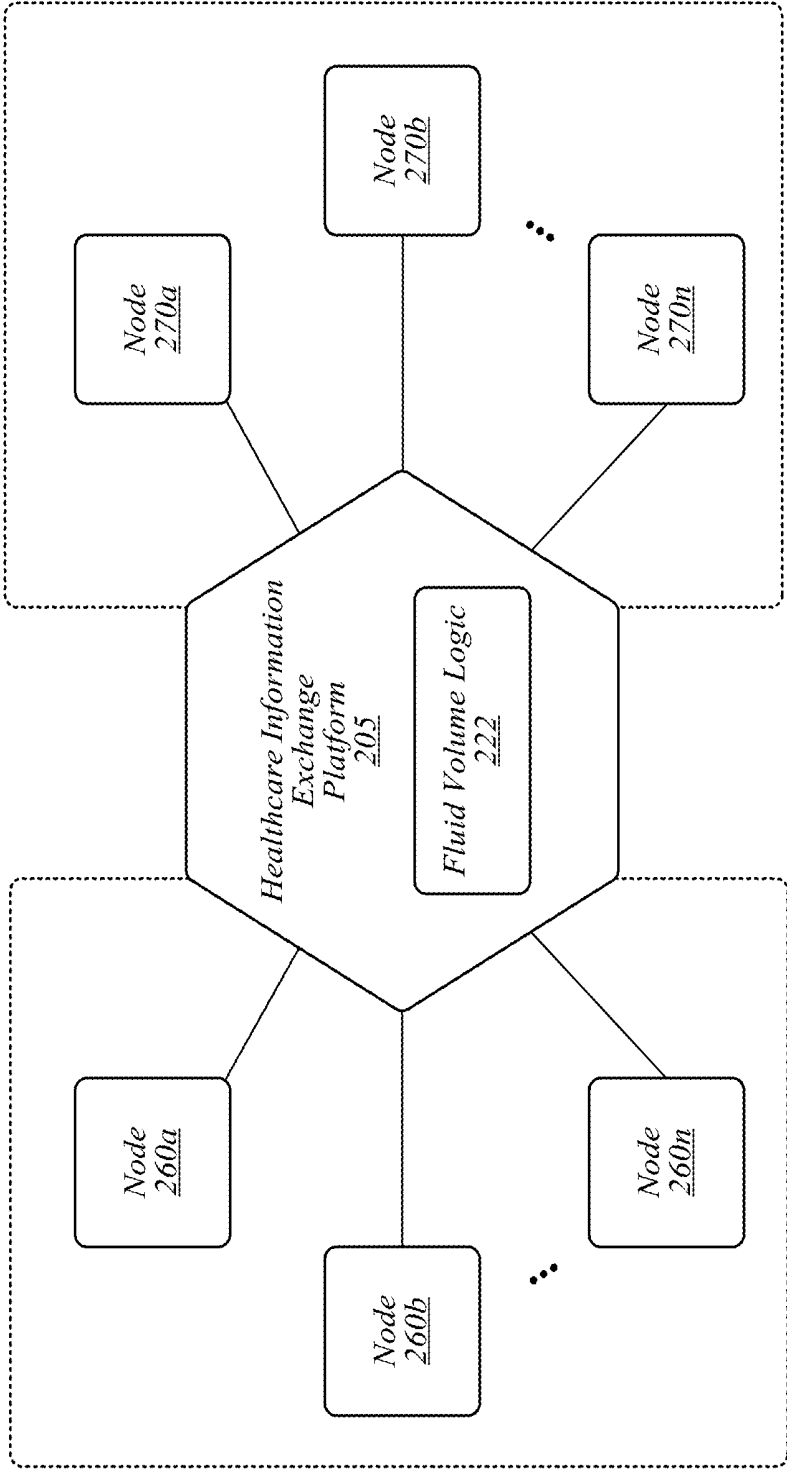 Node
260a
Node
260b
Node
260n
Healthcare Information
Exchange
Platform
205
Fluid Volume Logic
222
Node
270a
Node
270b
Node
270n